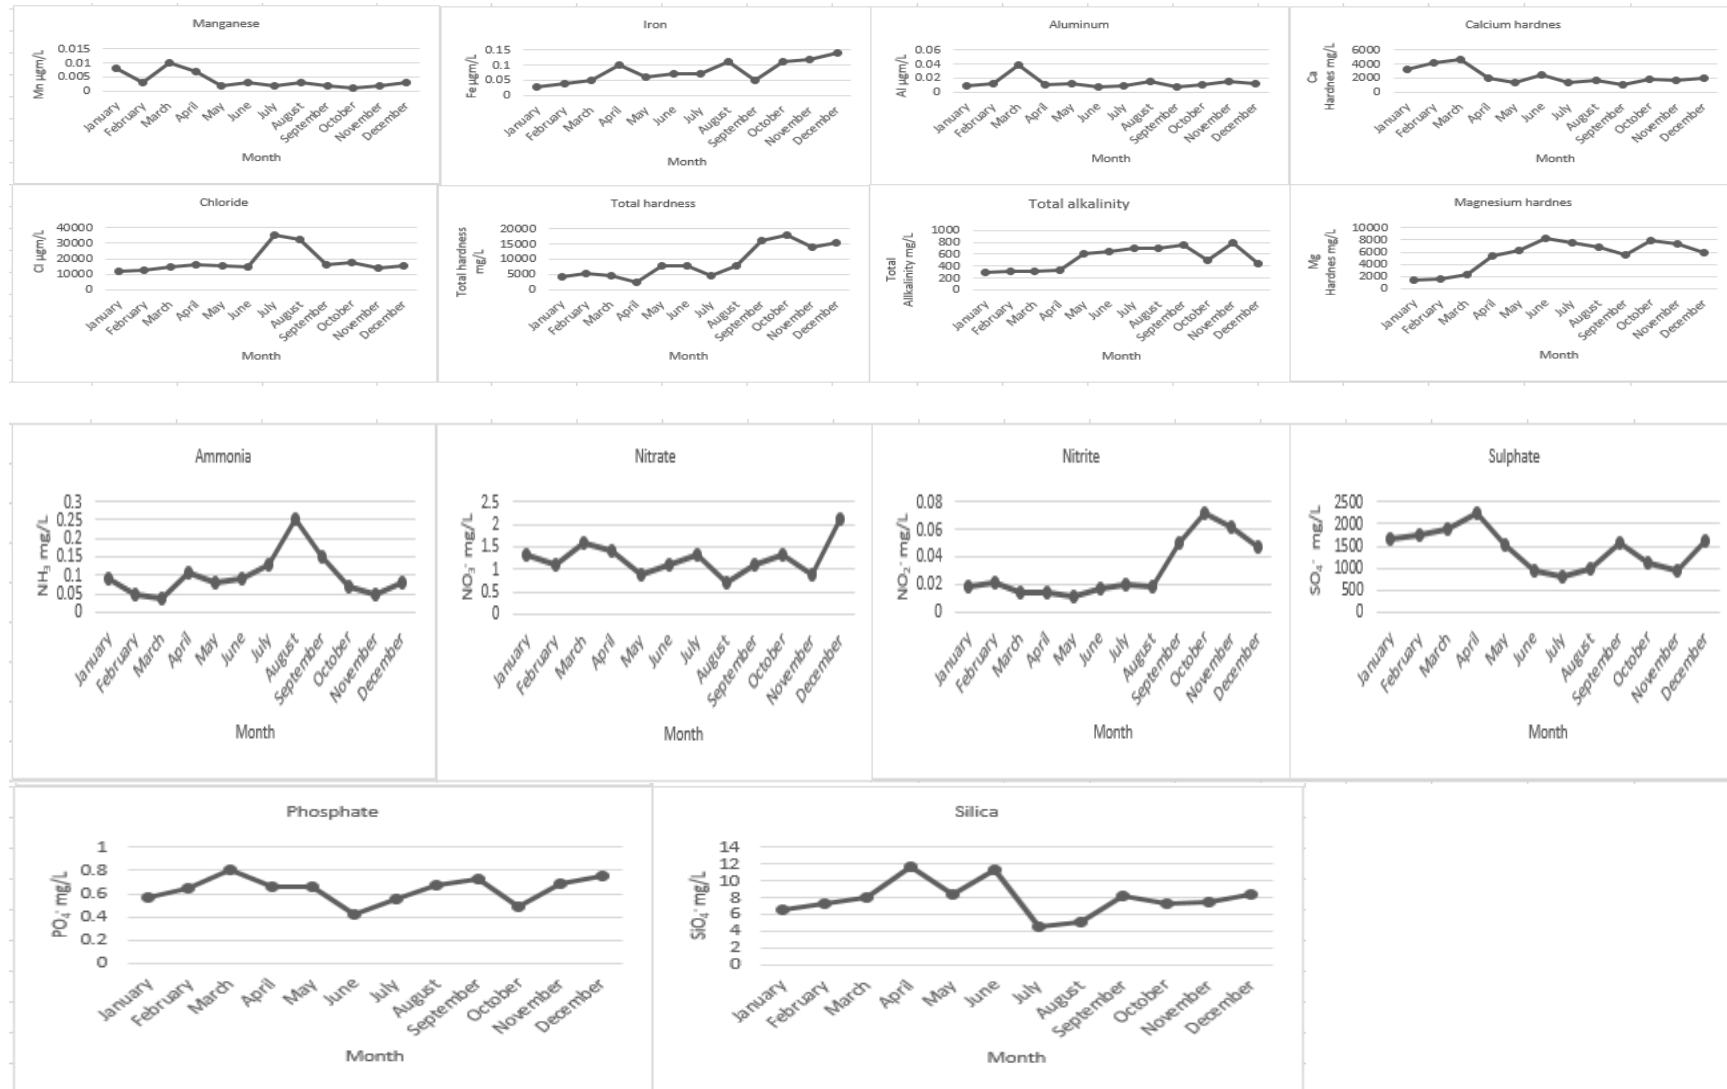 Manganese
Mn µgm/L
0.015
0.01
0.005
0
January
February
March
April
May
June
July
August
September
October
November
December
Month
Iron
Fe µgm/L
0.15
0.1
0.05
0
January
February
March
April
May
June
July
August
September
October
November
December
Month
Aluminum
Al µgm/L
0.06
0.04
0.02
0
January
February
March
April
May
June
July
August
September
October
November
December
Month
Calcium hardnes
Ca
Hardnes mg/L
6000
4000
2000
0
January
February
March
April
May
June
July
August
September
October
November
December
Month
Chloride
Cl µgm/L
40000
30000
20000
10000
0
January
February
March
April
May
June
July
August
September
October
November
December
Month
Total hardness
Total hardness
mg/L
20000
15000
10000
5000
0
January
February
March
April
May
June
July
August
September
October
November
December
Month
Total alkalinity
Total
Allkalinity mg/L
1000
800
600
400
200
0
January
February
March
April
May
June
July
August
September
October
November
December
Month
Magnesium hardnes
Mg
Hardnes mg/L
10000
8000
6000
4000
2000
0
January
February
March
April
May
June
July
August
September
October
November
December
Month
Ammonia
NH₃ mg/L
0.3
0.25
0.2
0.15
0.1
0.05
0
January
February
March
April
May
June
July
August
September
October
November
December
Month
Nitrate
NO₃⁻ mg/L
2.5
2
1.5
1
0.5
0
January
February
March
April
May
June
July
August
September
October
November
December
Month
Nitrite
NO₂⁻ mg/L
0.08
0.06
0.04
0.02
0
January
February
March
April
May
June
July
August
September
October
November
December
Month
Sulphate
SO₄⁻ mg/L
2500
2000
1500
1000
500
0
January
February
March
April
May
June
July
August
September
October
November
December
Month
Phosphate
PO₄⁻ mg/L
1
0.8
0.6
0.4
0.2
0
January
February
March
April
May
June
July
August
September
October
November
December
Month
Silica
SiO₄⁻ mg/L
14
12
10
8
6
4
2
0
January
February
March
April
May
June
July
August
September
October
November
December
Month